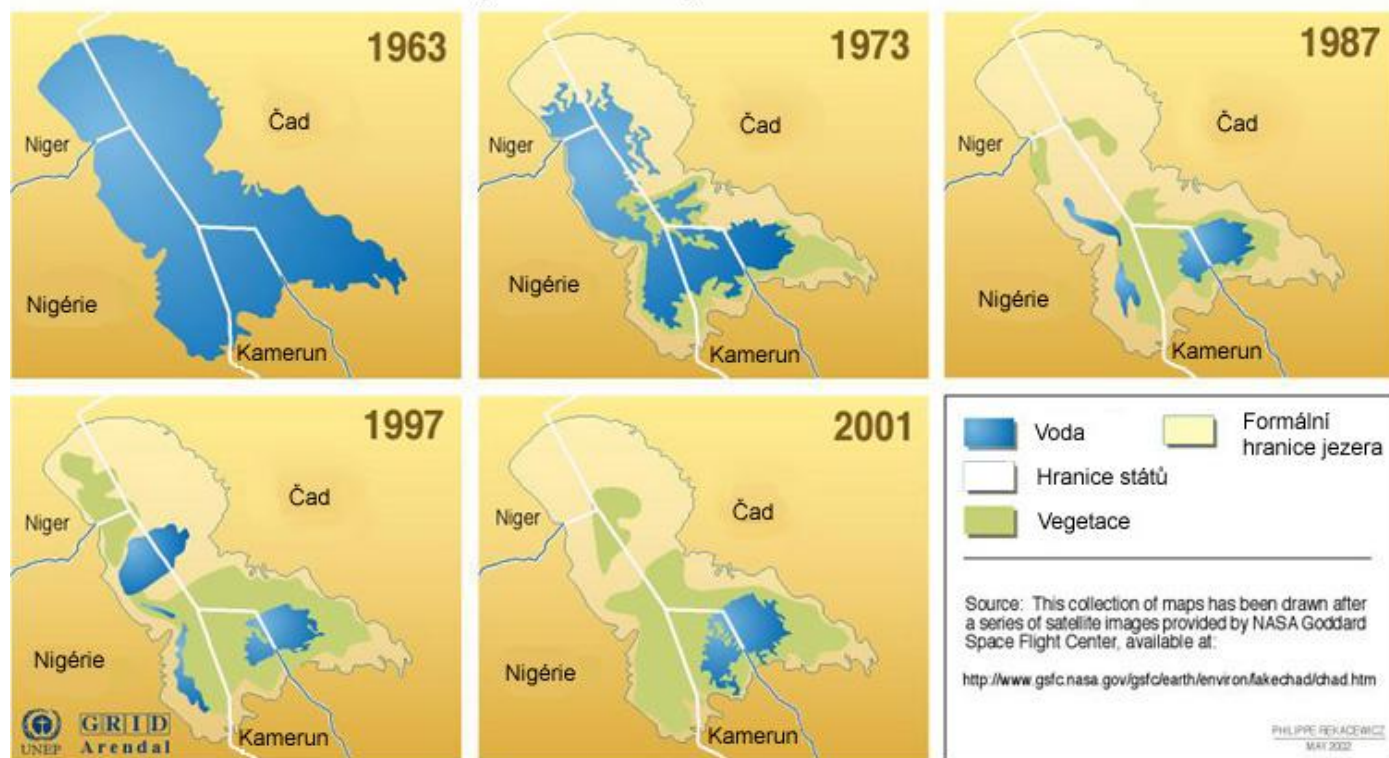 1963
Čad
Niger
Nigérie
Kamerun
1973
Čad
Niger
Nigérie
Kamerun
1987
Čad
Niger
Nigérie
Kamerun
1997
Čad
Niger
Nigérie
Kamerun
UNEP
GRID
Arendal
2001
Čad
Niger
Nigérie
Kamerun
Voda
Formální
hranice jezera
Hranice států
Vegetace
Source: This collection of maps has been drawn after
a series of satellite images provided by NASA Goddard
Space Flight Center, available at:
http://www.gsfc.nasa.gov/gsfc/earth/environ/lakechad/chad.htm
PHILIPPE REKACEWICZ
MAY 2002